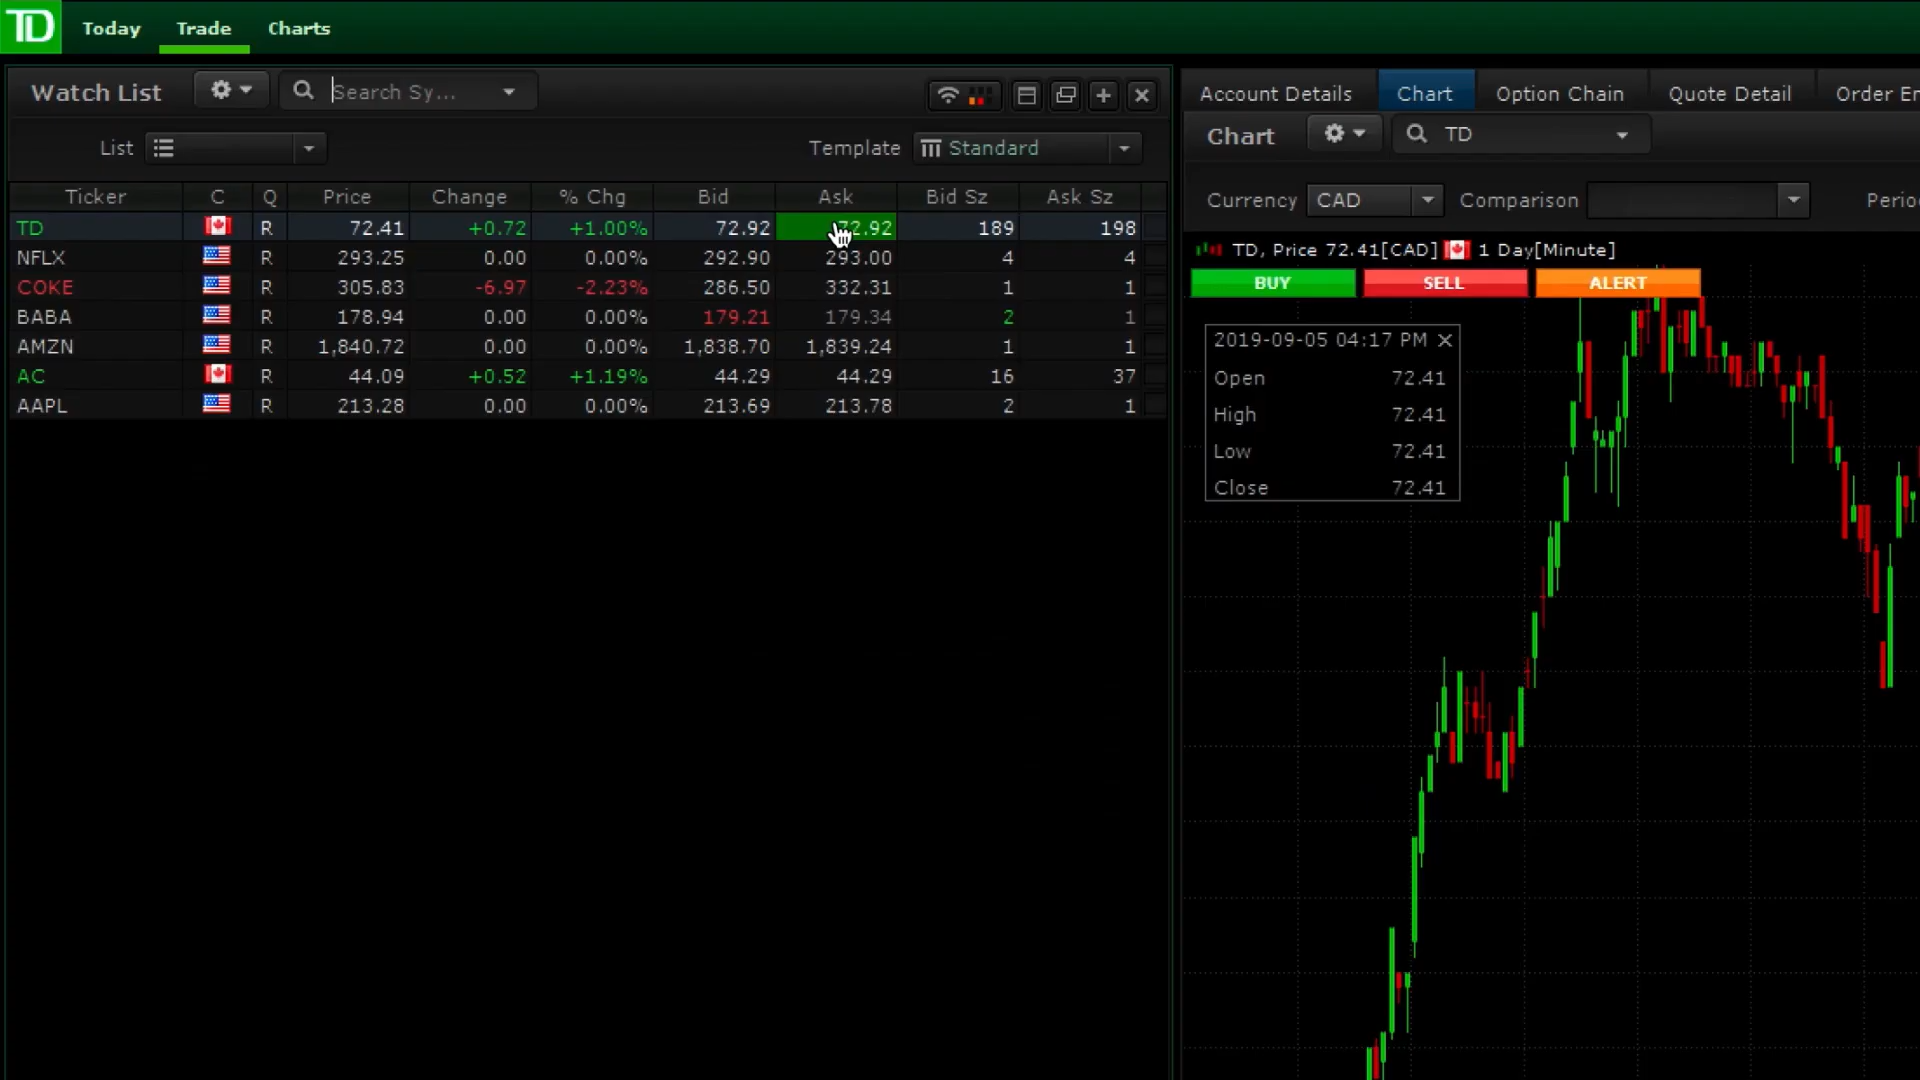 TD Today Trade Charts
Watch List Search Sy...
List Template Standard
Ticker C Q Price Change % Chg Bid Ask Bid Sz Ask Sz
TD R 72.41 +0.72 +1.00% 72.92 72.92 189 198
NFLX R 293.25 0.00 0.00% 292.90 293.00 4 4
COKE R 305.83 -6.97 -2.23% 286.50 332.31 1 1
BABA R 178.94 0.00 0.00% 179.21 179.34 2 1
AMZN R 1,840.72 0.00 0.00% 1,838.70 1,839.24 1 1
AC R 44.09 +0.52 +1.19% 44.29 44.29 16 37
AAPL R 213.28 0.00 0.00% 213.69 213.78 2 1
Account Details Chart Option Chain Quote Detail Order En
Chart TD
Currency CAD Comparison Perio
TD, Price 72.41[CAD] 1 Day[Minute]
BUY SELL ALERT
2019-09-05 04:17 PM
Open 72.41
High 72.41
Low 72.41
Close 72.41